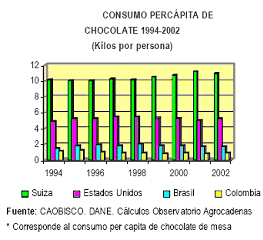 CONSUMO PERCÁPITA DE
CHOCOLATE 1994-2002
(Kilos por persona)
12
10
8
6
4
2
0
1994 1996 1998 2000 2002
Suiza Estados Unidos Brasil Colombia
Fuente: CAOBISCO. DANE. Cálculos Observatorio Agrocadenas
* Corresponde al consumo per capita de chocolate de mesa